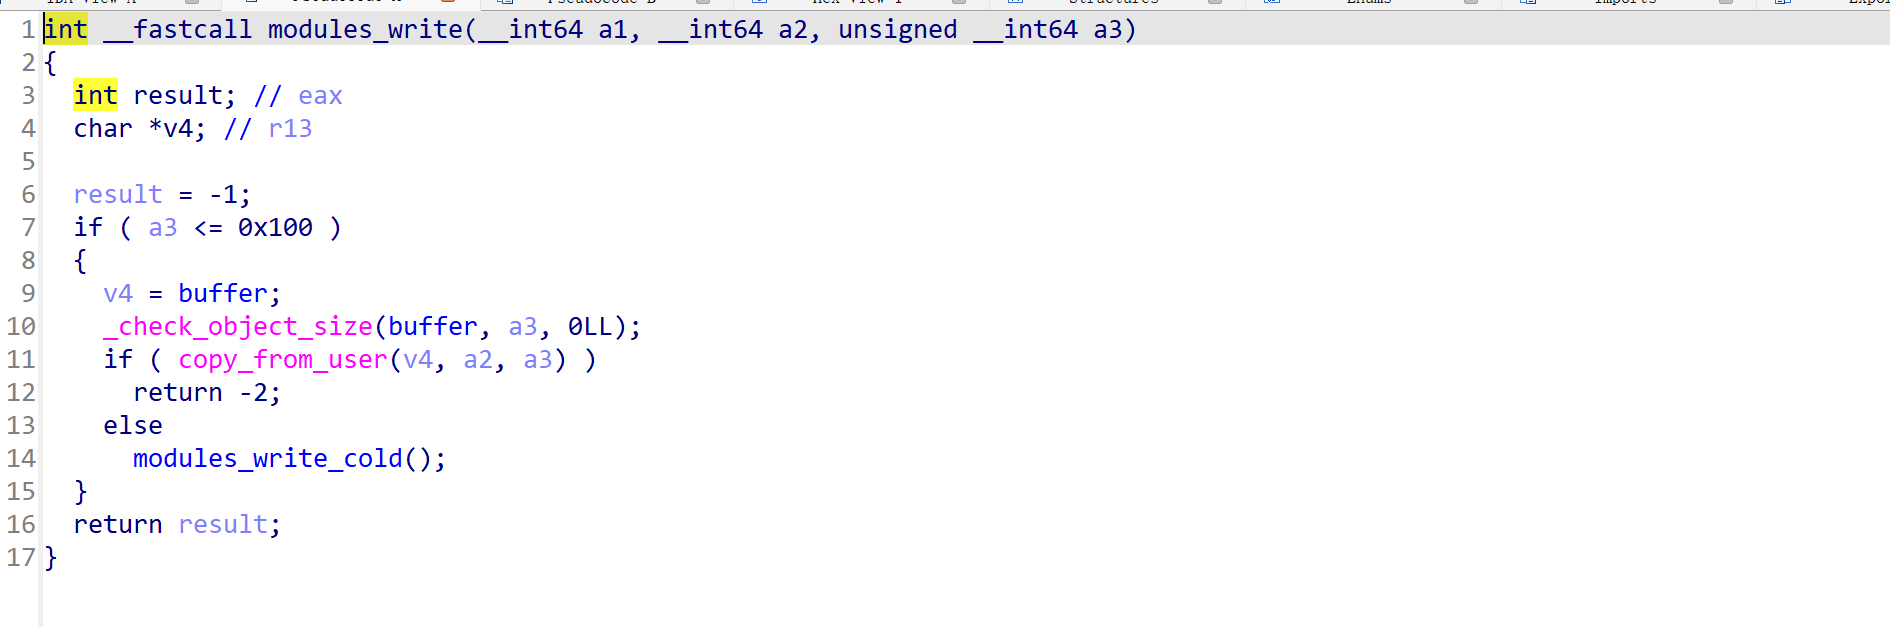 1 int __fastcall modules_write(__int64 a1, __int64 a2, unsigned __int64 a3)
2 {
3 int result; // eax
4 char *v4; // r13
5
6 result = -1;
7 if ( a3 <= 0x100 )
8 {
9 v4 = buffer;
10 _check_object_size(buffer, a3, 0LL);
11 if ( copy_from_user(v4, a2, a3) )
12 return -2;
13 else
14 modules_write_cold();
15 }
16 return result;
17 }